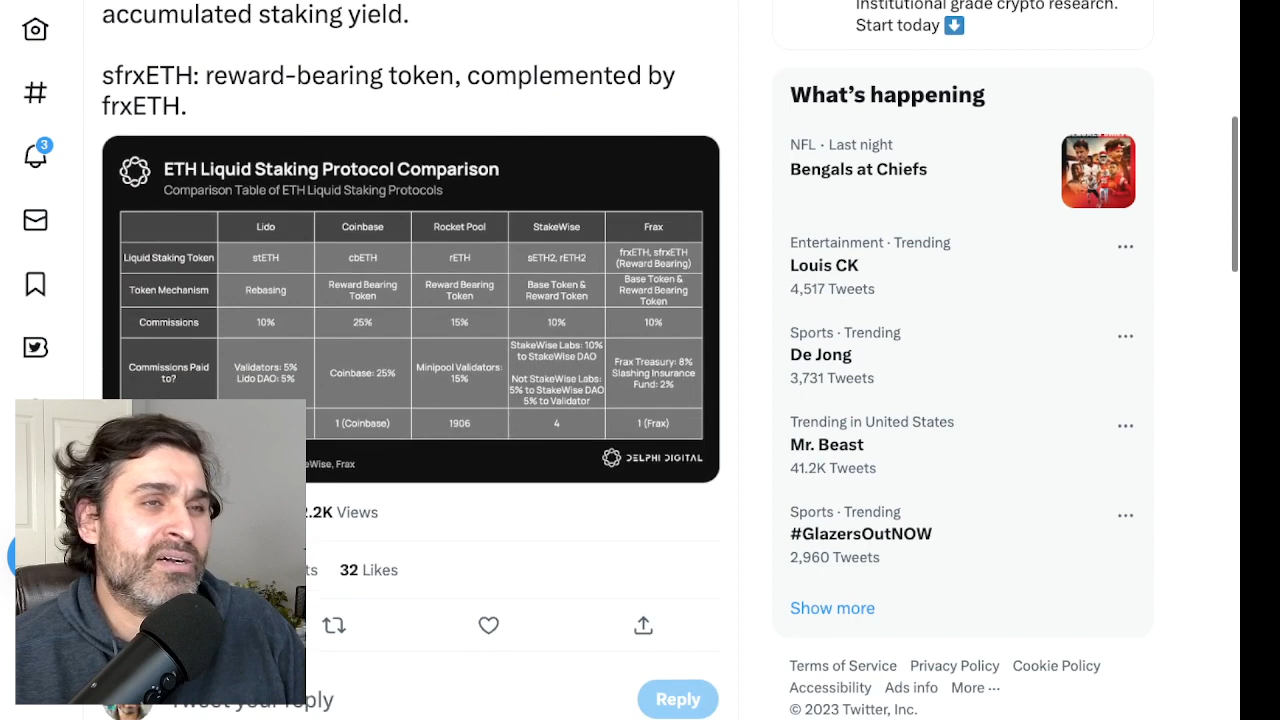 accumulated staking yield.
sfrxETH: reward-bearing token, complemented by
frxETH.
3
ETH Liquid Staking Protocol Comparison
Comparison Table of ETH Liquid Staking Protocols
Lido Coinbase Rocket Pool StakeWise Frax
Liquid Staking Token stETH cbETH rETH sETH2, rETH2 frxETH, sfrxETH
(Reward Bearing)
Token Mechanism Rebasing Reward Bearing
Token Reward Bearing
Token Base Token &
Reward Token Base Token &
Reward Bearing
Token
Commissions 10% 25% 15% 10% 10%
Commissions Paid
to? Validators: 5%
Lido DAO: 5% Coinbase: 25% Minipool Validators:
15% StakeWise Labs: 10%
to StakeWise DAO
Not StakeWise Labs:
5% to StakeWise DAO
5% to Validator Frax Treasury: 8%
Slashing Insurance
Fund: 2%
1 (Coinbase) 1906 4 1 (Frax)
Wise, Frax
DELPHI DIGITAL
.2K Views
ts 32 Likes
Tweet your reply
Reply
Institutional grade crypto research.
Start today
What's happening
NFL · Last night
Bengals at Chiefs
Entertainment · Trending
Louis CK
4,517 Tweets
Sports · Trending
De Jong
3,731 Tweets
Trending in United States
Mr. Beast
41.2K Tweets
Sports · Trending
#GlazersOutNOW
2,960 Tweets
Show more
Terms of Service Privacy Policy Cookie Policy
Accessibility Ads info More ···
© 2023 Twitter, Inc.